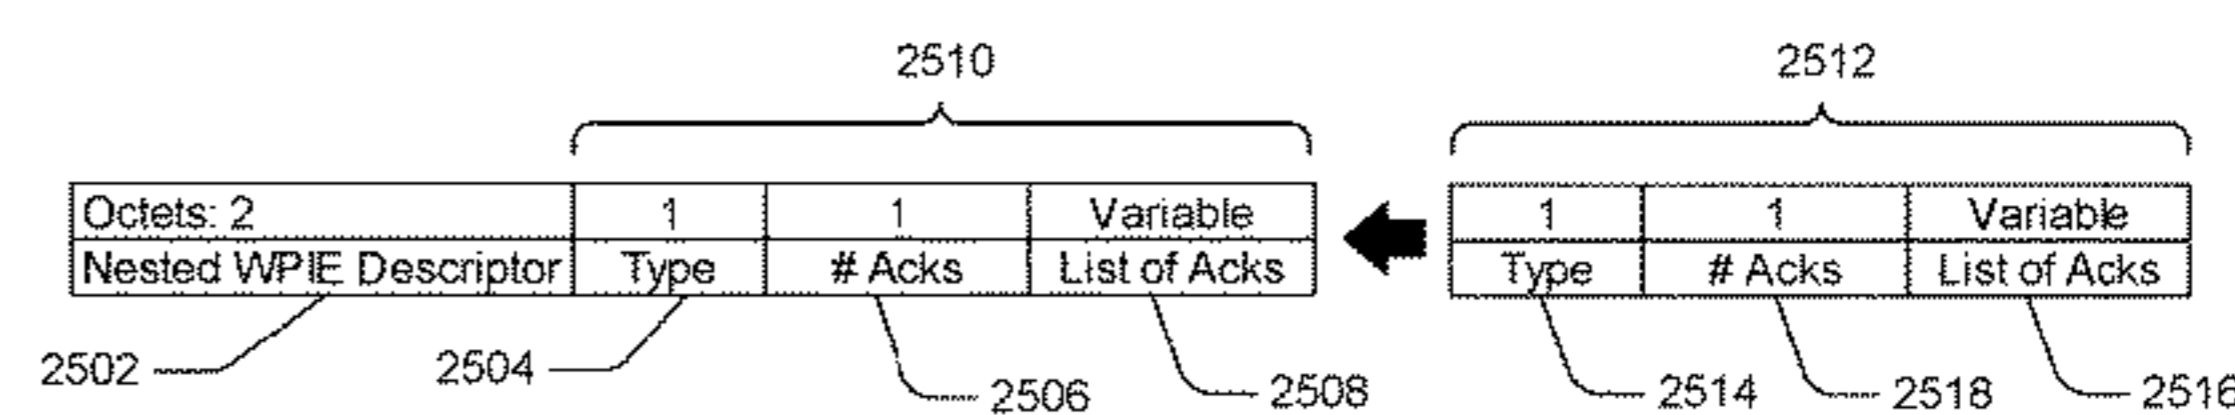 2510 2512
Octets: 2 1 1 Variable 1 1 Variable
Nested WPIE Descriptor Type # Acks List of Acks Type # Acks List of Acks
2502 2504 2506 2508 2514 2518 2516